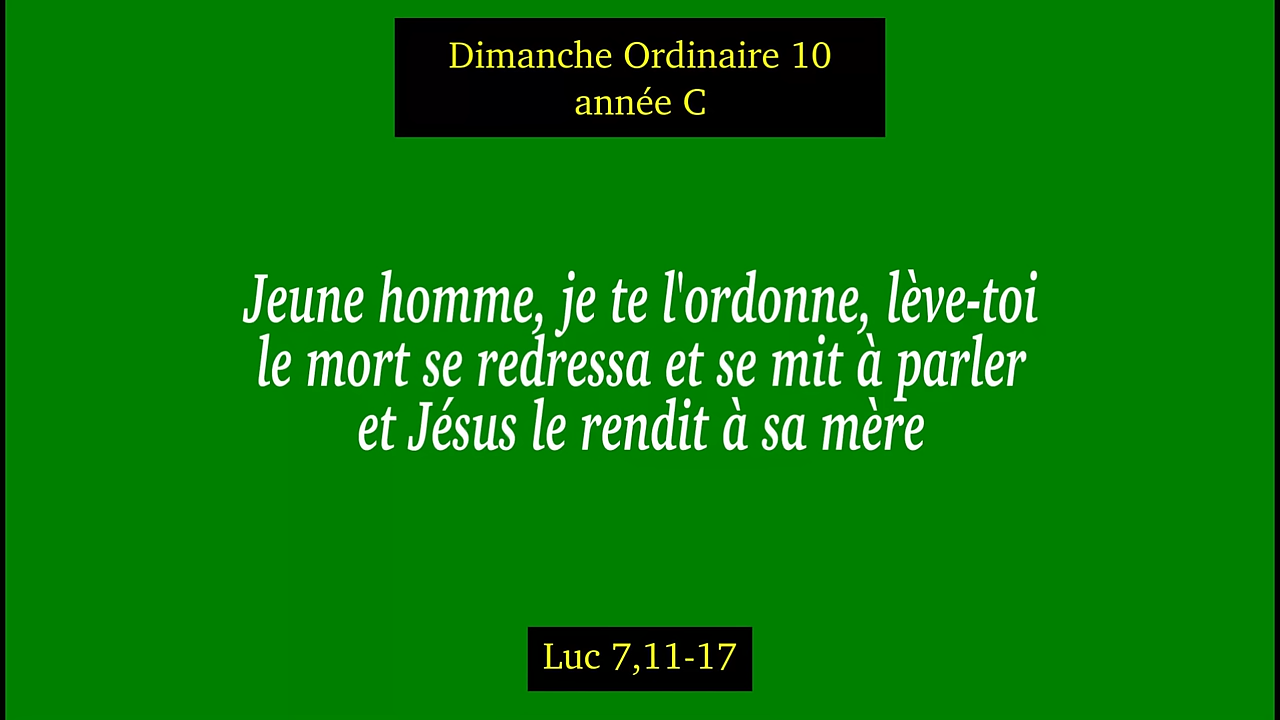 Dimanche Ordinaire 10
année C
Jeune homme, je te l'ordonne, lève-toi
le mort se redressa et se mit à parler
et Jésus le rendit à sa mère
Luc 7,11-17